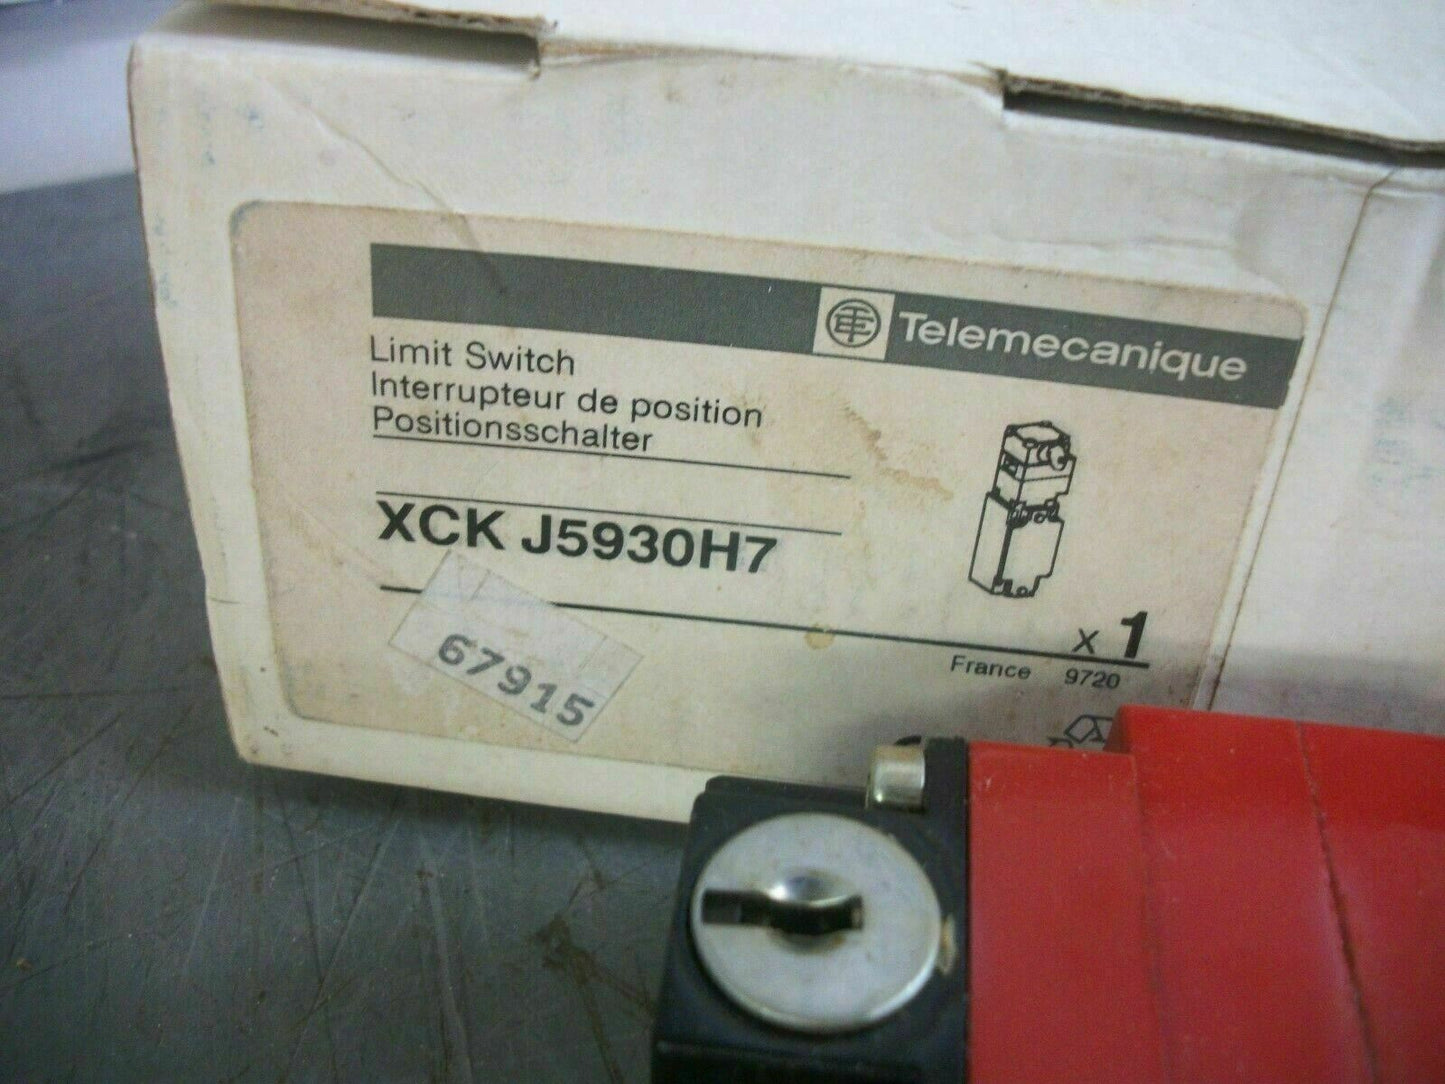 Telemecanique
Limit Switch
Interrupteur de position
Positionsschalter
XCK J5930H7
x 1
France 9720
67915